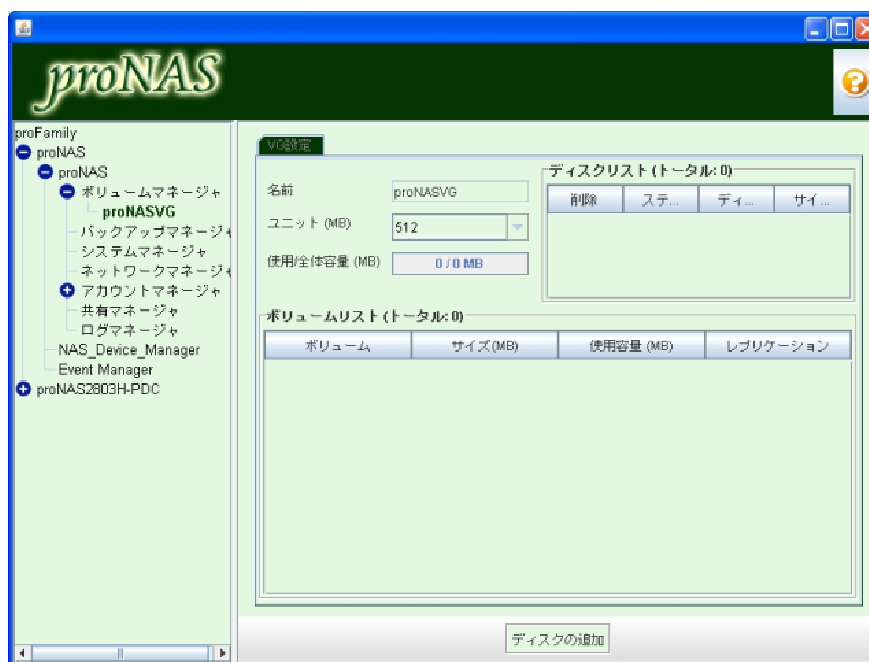 proNAS
proFamily
proNAS
proNAS
ボリュームマネージャ
proNASVG
バックアップマネージャ
システムマネージャ
ネットワークマネージャ
アカウントマネージャ
共有マネージャ
ログマネージャ
NAS_Device_Manager
Event Manager
proNAS2803H-PDC
VG設定
名前 proNASVG
ユニット (MB) 512
使用/全体容量 (MB) 0 / 0 MB
ディスクリスト (トータル: 0)
削除 ステ... ディ... サイ...
ボリュームリスト (トータル: 0)
ボリューム サイズ(MB) 使用容量 (MB) レプリケーション
ディスクの追加